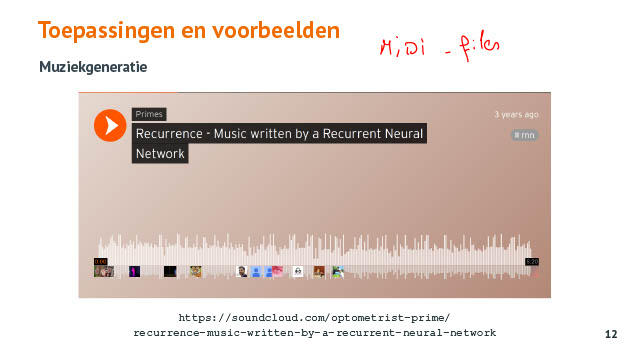 Toepassingen en voorbeelden
MiDi - files
Muziekgeneratie
Primes
3 years ago
Recurrence - Music written by a Recurrent Neural
Network
# rnn
0:00
5:20
https://soundcloud.com/optometrist-prime/
recurrence-music-written-by-a-recurrent-neural-network
12